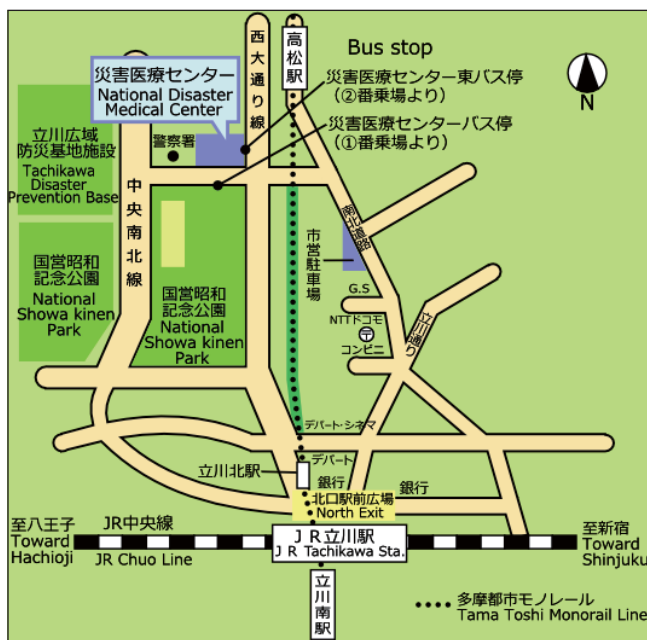 西大通り線
高松駅
Bus stop
災害医療センター
National Disaster
Medical Center
災害医療センター東バス停
(②番乗場より)
N
立川広域
防災基地施設
Tachikawa
Disaster
Prevention Base
警察署
災害医療センターバス停
(①番乗場より)
中央南北線
南北道路
市営駐車場
国営昭和
記念公園
National
Showa kinen
Park
国営昭和
記念公園
National
Showa kinen
Park
G.S
NTTドコモ
〒
コンビニ
立川通り
デパート・シネマ
デパート
立川北駅
銀行
銀行
北口駅前広場
North Exit
至八王子
Toward
Hachioji
JR中央線
JR Chuo Line
JR立川駅
JR Tachikawa Sta.
至新宿
Toward
Shinjuku
立川南駅
多摩都市モノレール
Tama Toshi Monorail Line